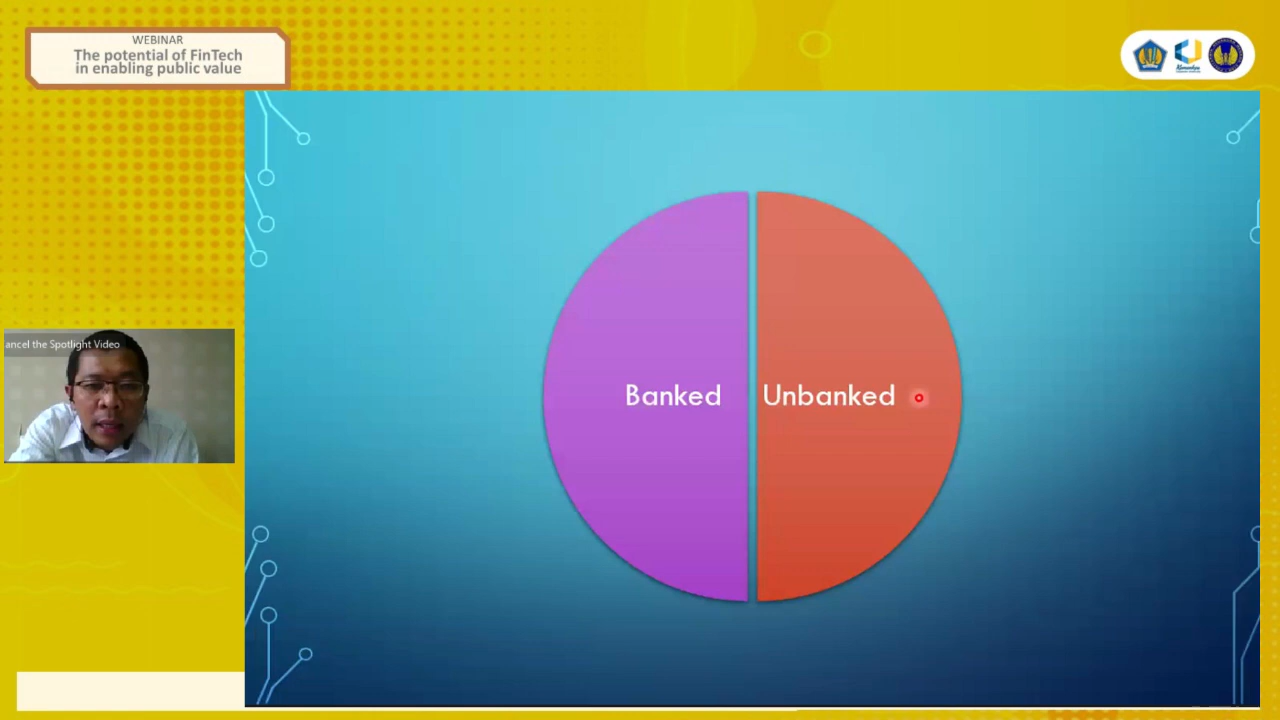 WEBINAR
The potential of FinTech
in enabling public value
ancel the Spotlight Video
Banked
Unbanked